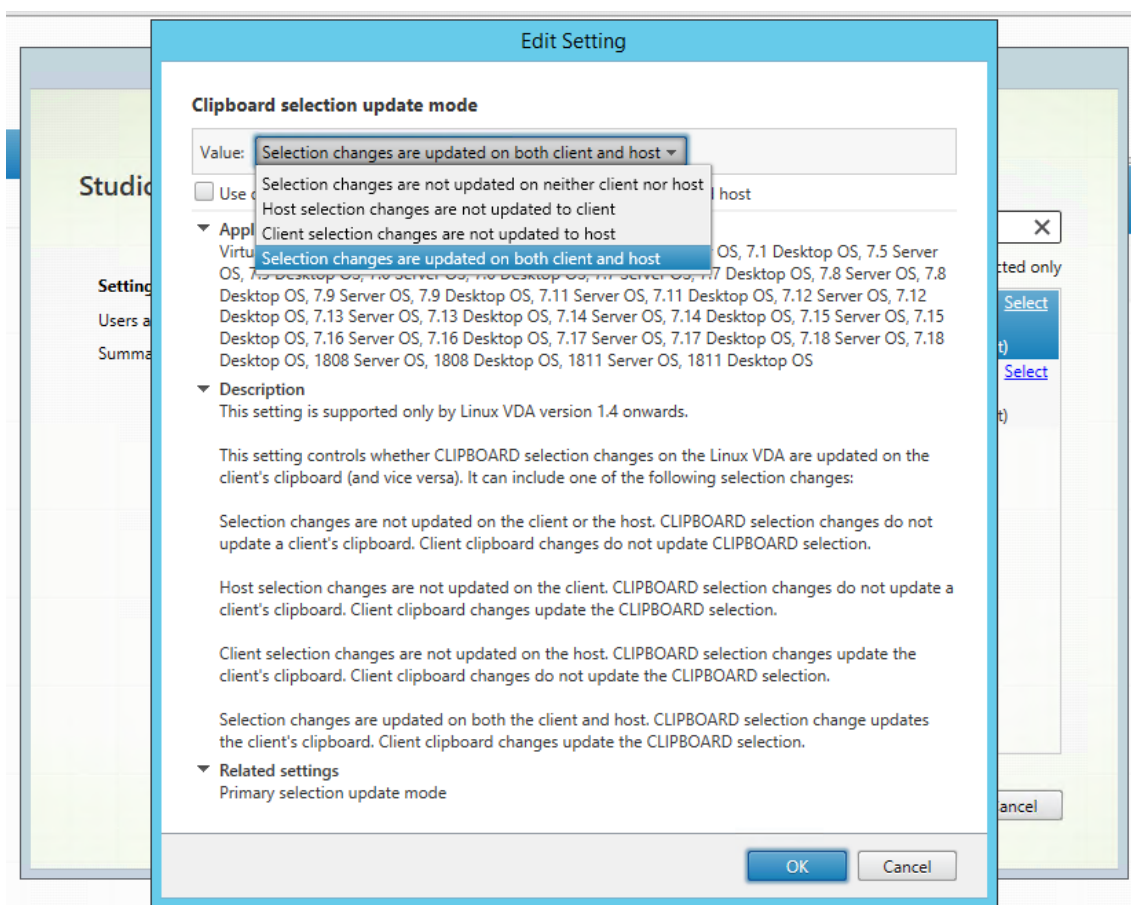 Edit Setting
Clipboard selection update mode
Value: Selection changes are updated on both client and host
Selection changes are not updated on neither client nor host
Host selection changes are not updated to client
Client selection changes are not updated to host
Selection changes are updated on both client and host
Use
host
Studio
Virtu
OS, 7.1 Desktop OS, 7.5 Server
Desktop OS, 7.8 Server OS, 7.8
Desktop OS, 7.9 Server OS, 7.9 Desktop OS, 7.11 Server OS, 7.11 Desktop OS, 7.12 Server OS, 7.12
Desktop OS, 7.13 Server OS, 7.13 Desktop OS, 7.14 Server OS, 7.14 Desktop OS, 7.15 Server OS, 7.15
Desktop OS, 7.16 Server OS, 7.16 Desktop OS, 7.17 Server OS, 7.17 Desktop OS, 7.18 Server OS, 7.18
Desktop OS, 1808 Server OS, 1808 Desktop OS, 1811 Server OS, 1811 Desktop OS
Description
This setting is supported only by Linux VDA version 1.4 onwards.
This setting controls whether CLIPBOARD selection changes on the Linux VDA are updated on the
client's clipboard (and vice versa). It can include one of the following selection changes:
Selection changes are not updated on the client or the host. CLIPBOARD selection changes do not
update a client's clipboard. Client clipboard changes do not update CLIPBOARD selection.
Host selection changes are not updated on the client. CLIPBOARD selection changes do not update a
client's clipboard. Client clipboard changes update the CLIPBOARD selection.
Client selection changes are not updated on the host. CLIPBOARD selection changes update the
client's clipboard. Client clipboard changes do not update the CLIPBOARD selection.
Selection changes are updated on both the client and host. CLIPBOARD selection change updates
the client's clipboard. Client clipboard changes update the CLIPBOARD selection.
Related settings
Primary selection update mode
OK
Cancel
Setting
Users a
Summa
cted only
Select
t)
Select
t)
ancel